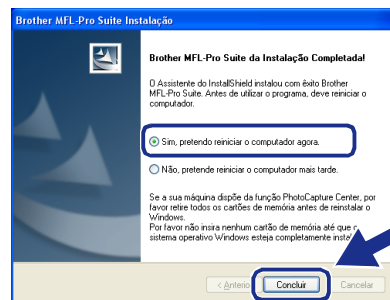 Brother MFL-Pro Suite Instalação
Brother MFL-Pro Suite da Instalação Completada!
O Assistente do InstallShield instalou com êxito Brother
MFL-Pro Suite. Antes de utilizar o programa, deve reiniciar o
computador.
Sim, pretendo reiniciar o computador agora.
Não, pretende reiniciar o computador mais tarde.
Se a sua máquina dispõe da função PhotoCapture Center, por
favor retire todos os cartões de memória antes de reinstalar o
Windows.
Por favor não insira nenhum cartão de memória até que o
sistema operativo Windows esteja completamente
< Anterio
Concluir
Cancelar